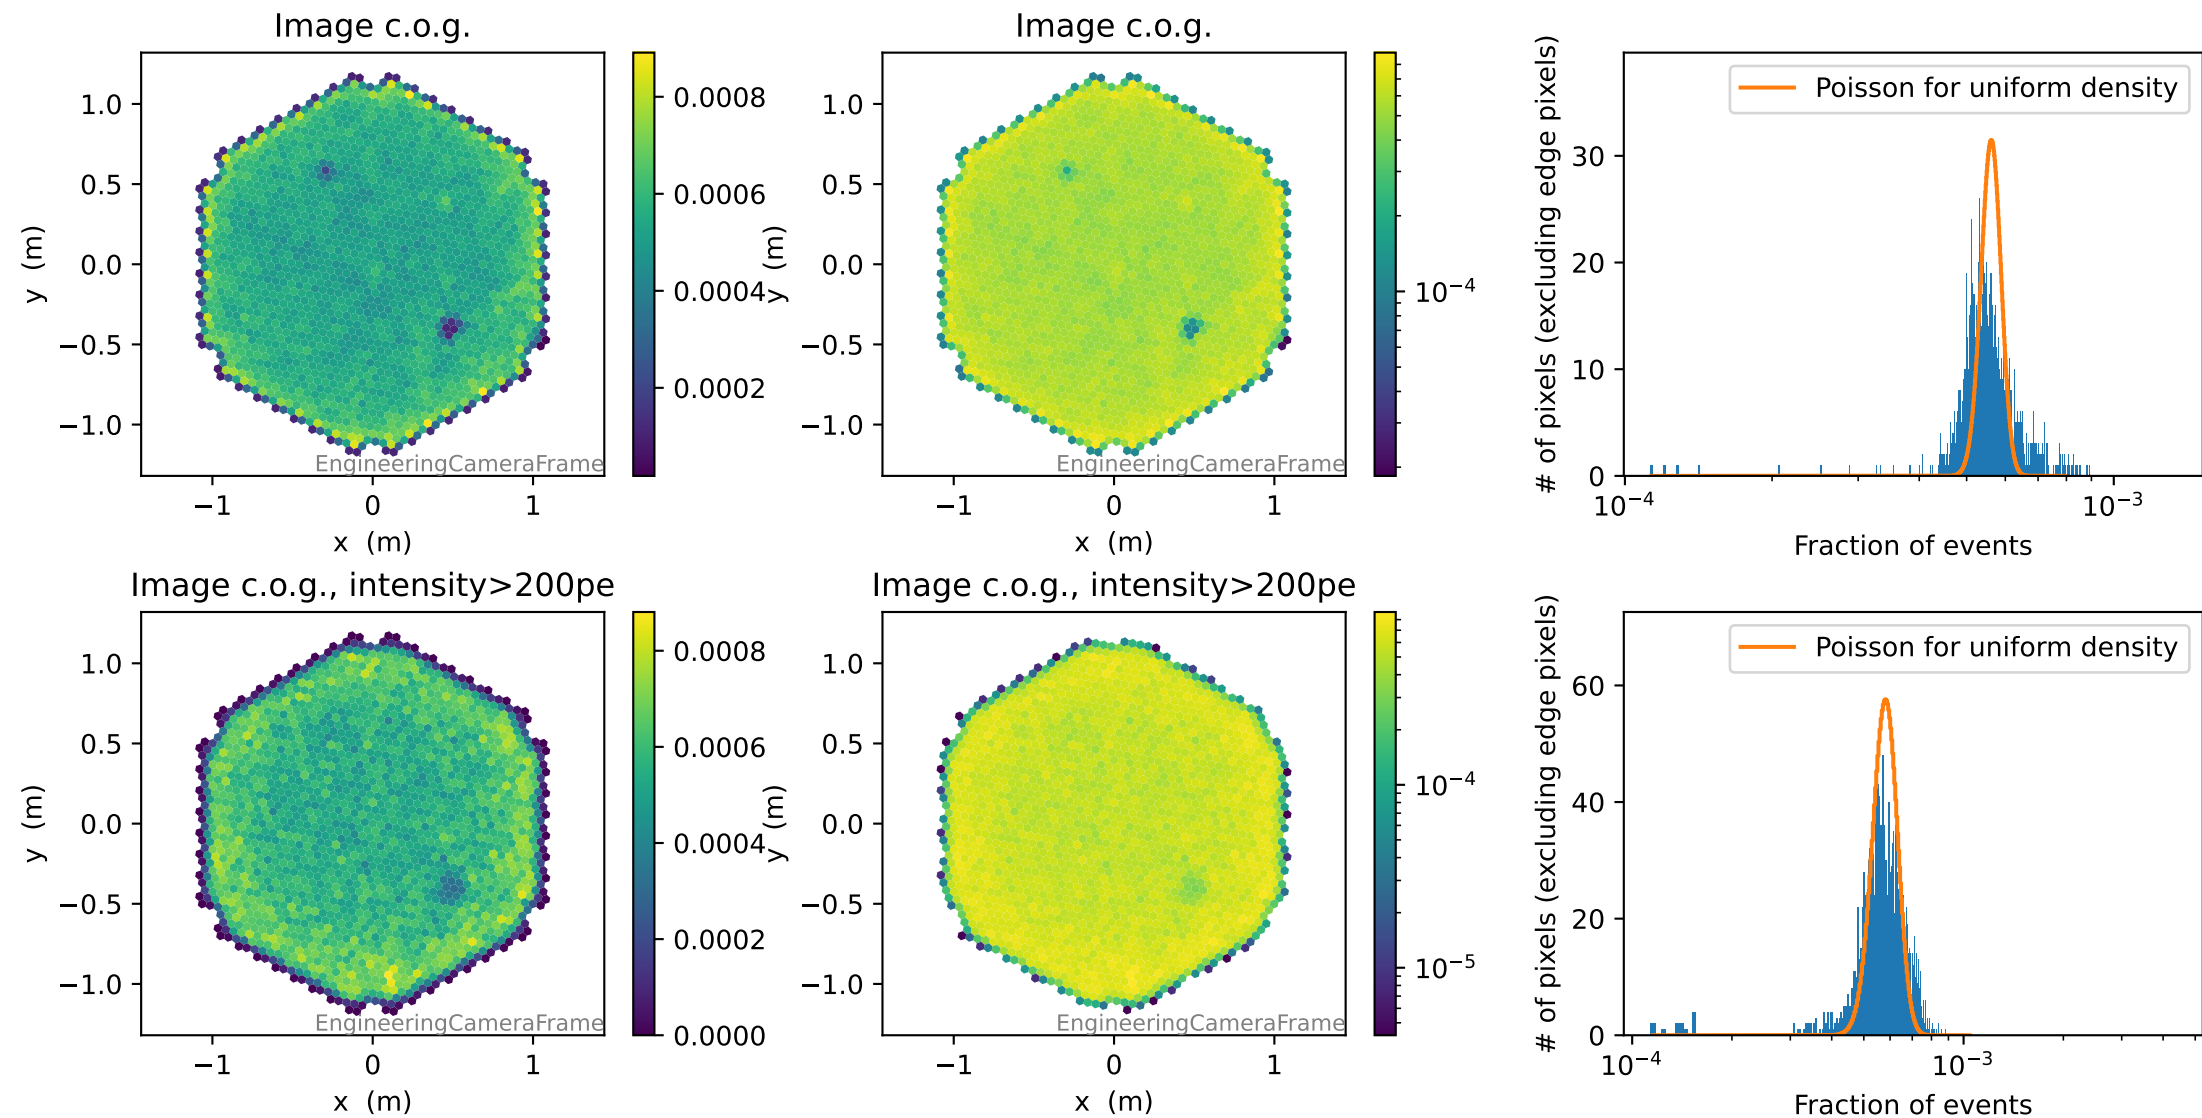 Image c.o.g.
1.0
0.5
0.0
−0.5
−1.0
y (m)
−1
0
1
x (m)
EngineeringCameraFrame
0.0008
0.0006
0.0004
0.0002
Image c.o.g.
1.0
0.5
0.0
−0.5
−1.0
y (m)
−1
0
1
x (m)
EngineeringCameraFrame
10⁻⁴
# of pixels (excluding edge pixels)
30
20
10
0
Poisson for uniform density
10⁻⁴
10⁻³
Fraction of events
Image c.o.g., intensity>200pe
1.0
0.5
0.0
−0.5
−1.0
y (m)
−1
0
1
x (m)
EngineeringCameraFrame
0.0008
0.0006
0.0004
0.0002
0.0000
Image c.o.g., intensity>200pe
1.0
0.5
0.0
−0.5
−1.0
y (m)
−1
0
1
x (m)
EngineeringCameraFrame
10⁻⁴
10⁻⁵
# of pixels (excluding edge pixels)
60
40
20
0
Poisson for uniform density
10⁻⁴
10⁻³
Fraction of events